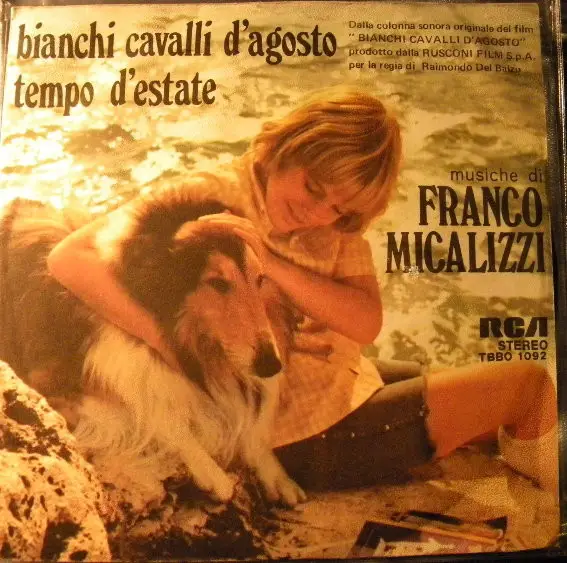 bianchi cavalli d'agosto
tempo d'estate
Dalla colonna sonora originale del film
" BIANCHI CAVALLI D'AGOSTO"
prodotto dalla RUSCONI FILM S.p.A.
per la regia di Raimondo Del Balzo
musiche di
FRANCO
MICALIZZI
RCA
STEREO
TBBO 1092